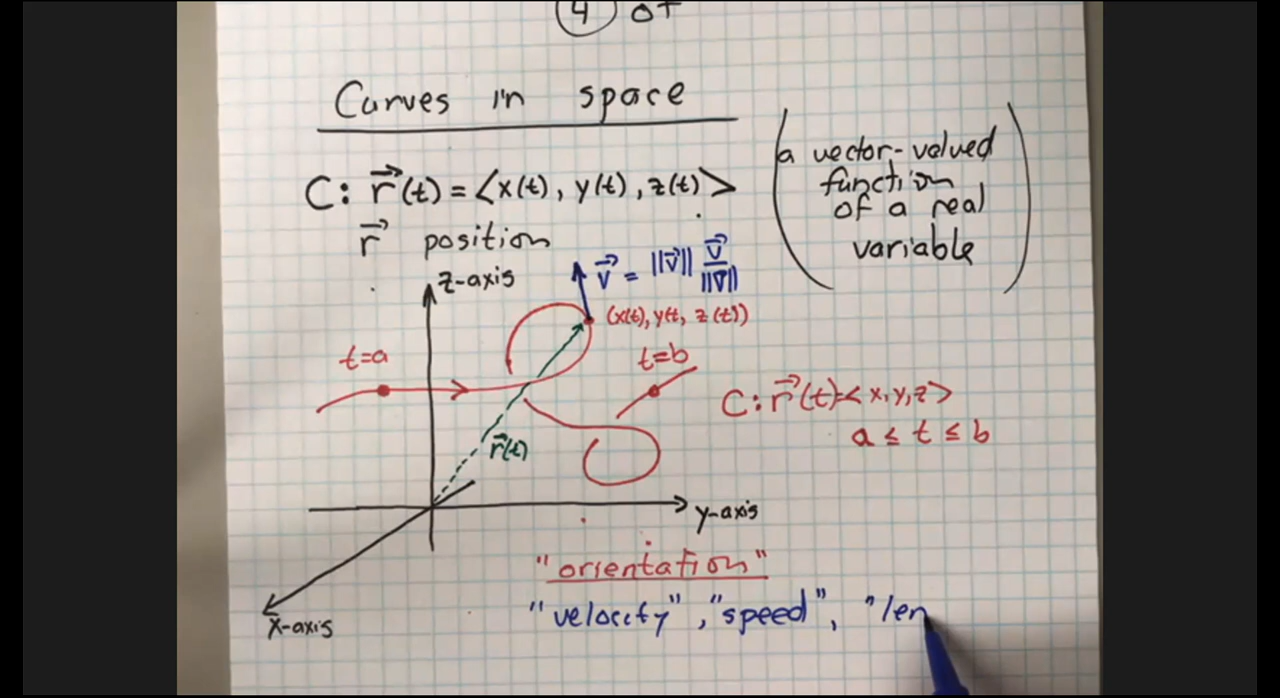 4 of
Curves in space
C: r⃗(t) = <x(t), y(t), z(t)>
(a vector-valued
function
of a real
variable)
r⃗ position
z-axis
v⃗ = ||v⃗|| v⃗/||v⃗||
(x(t), y(t, z(t))
t=a
t=b
C: r⃗(t)=< x, y, z >
a ≤ t ≤ b
r⃗(t)
y-axis
"orientation"
"velocity", "speed", "len
x-axis